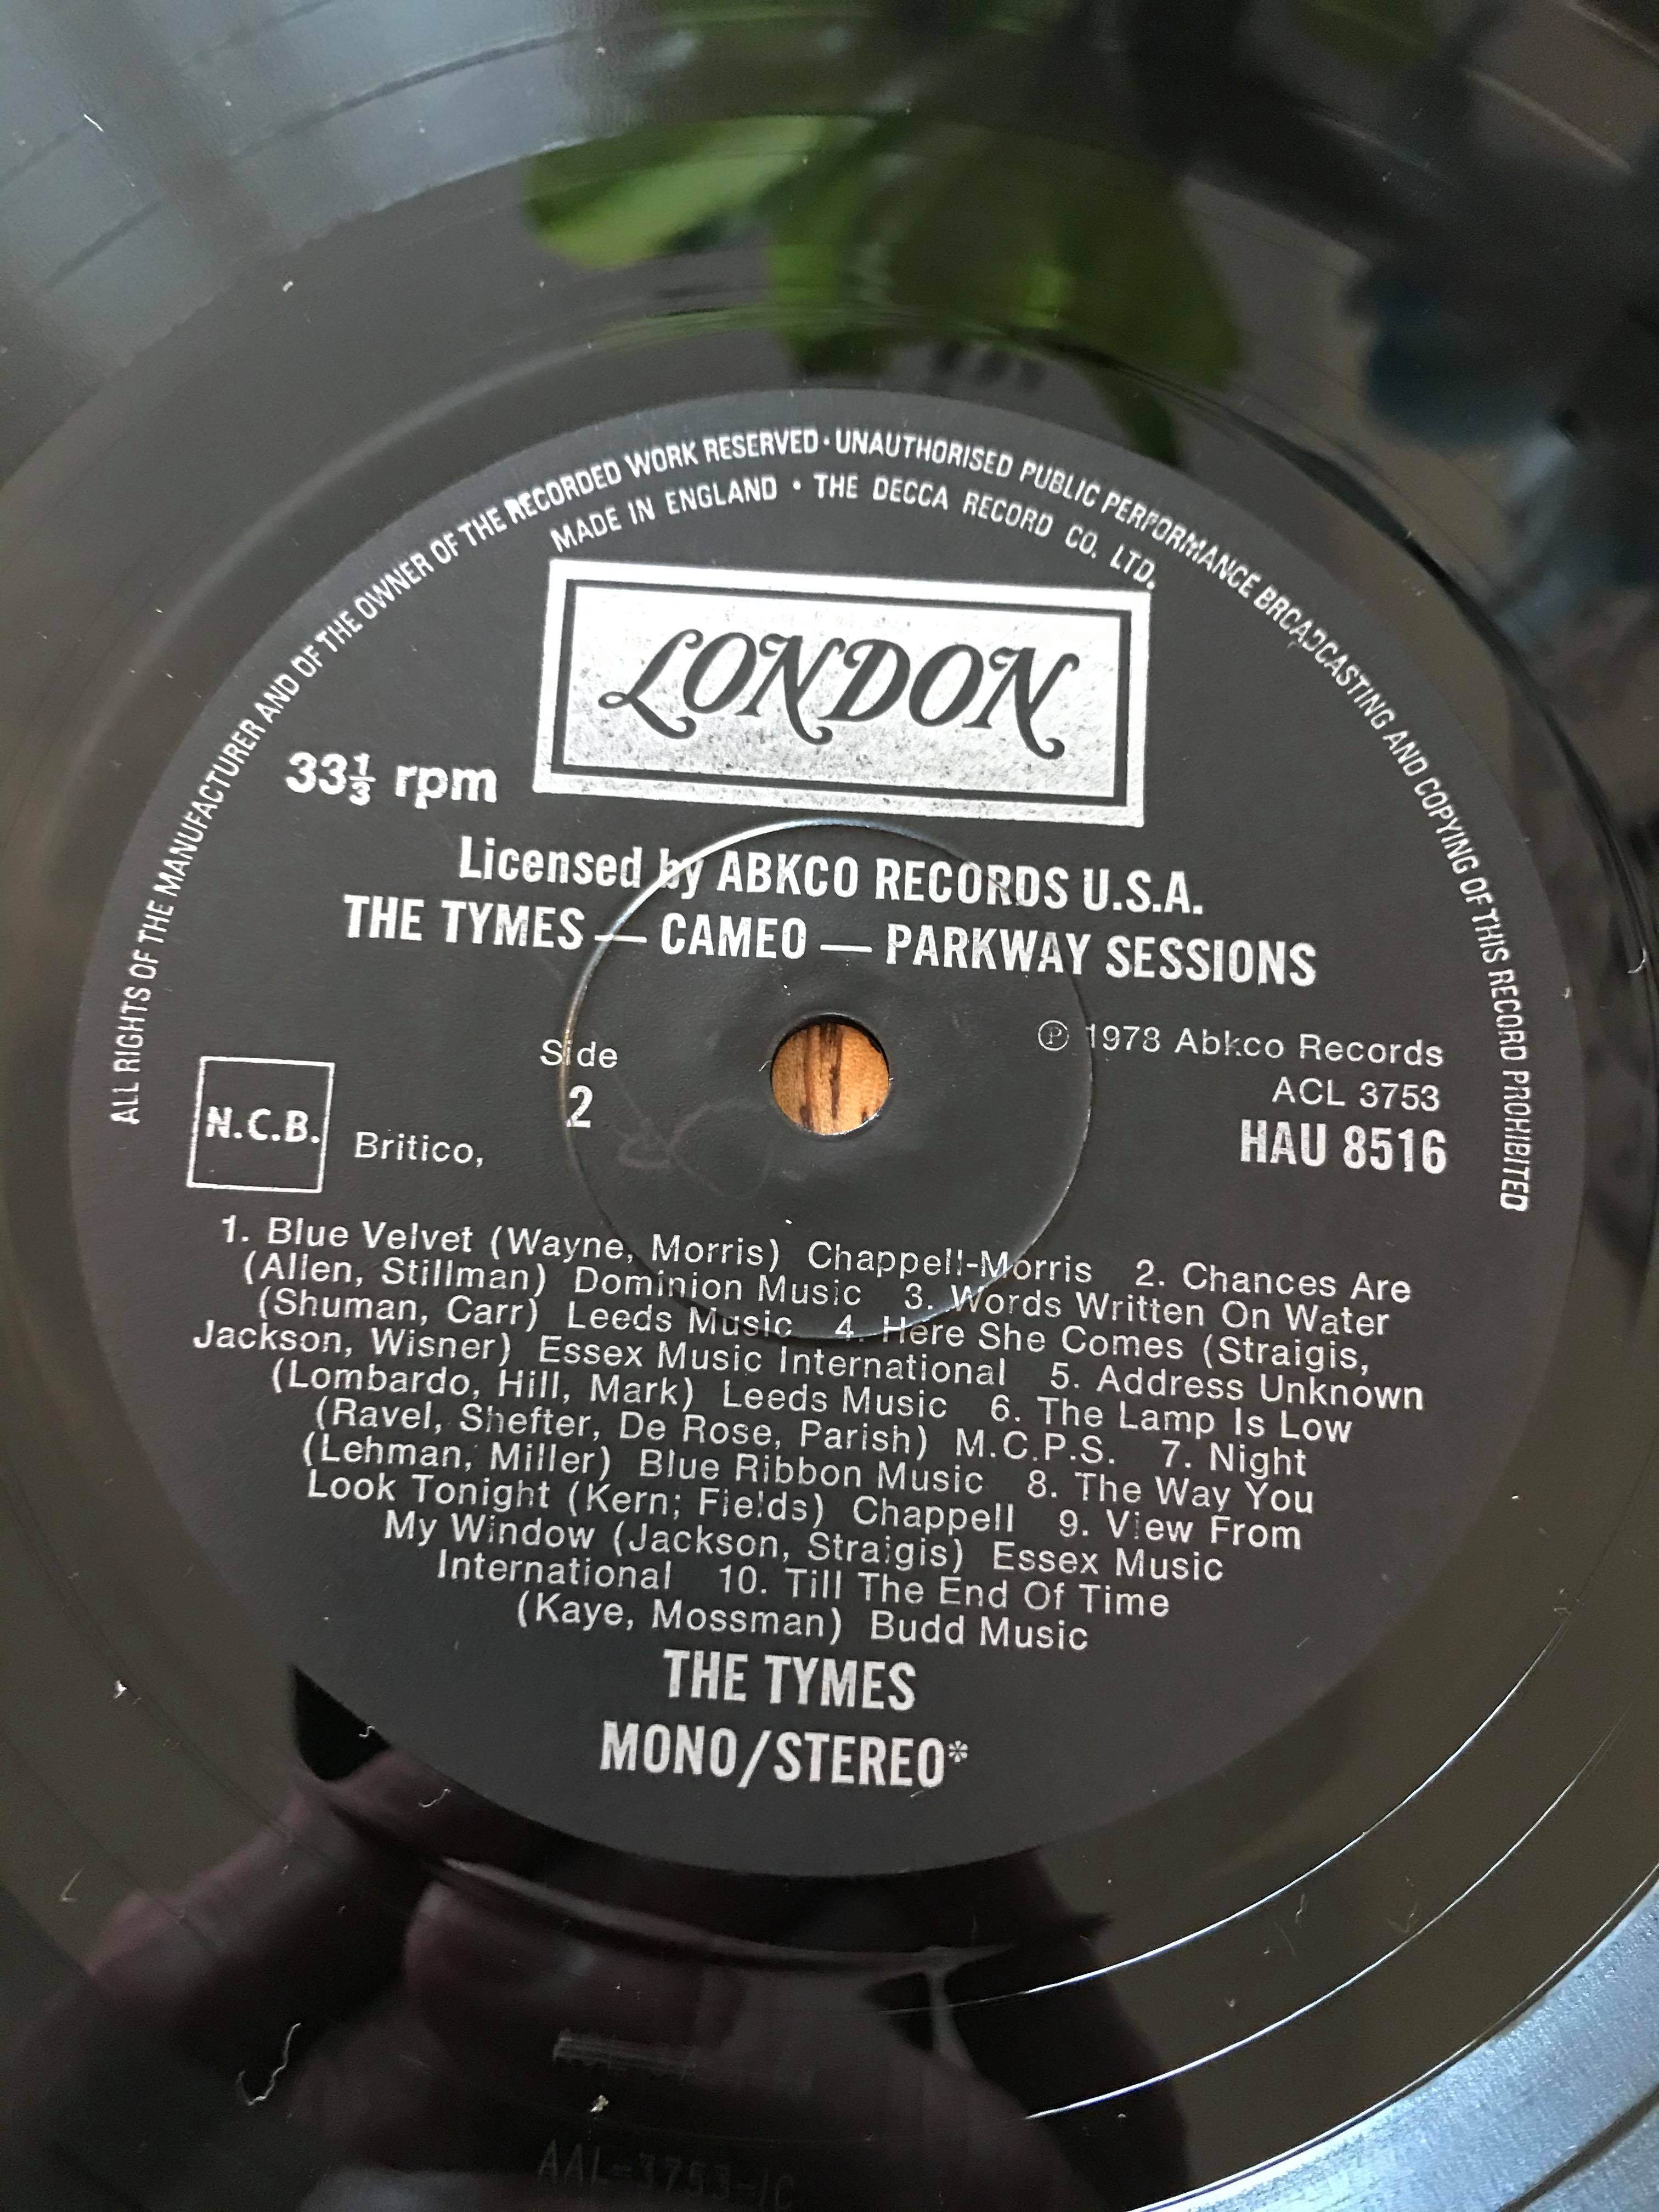 ALL RIGHTS OF THE MANUFACTURER AND OF THE OWNER OF THE RECORDED WORK RESERVED · UNAUTHORISED PUBLIC PERFORMANCE BROADCASTING AND COPYING OF THIS RECORD PROHIBITED
MADE IN ENGLAND · THE DECCA RECORD CO. LTD.
LONDON
33⅓ rpm
Licensed by ABKCO RECORDS U.S.A.
THE TYMES — CAMEO — PARKWAY SESSIONS
Side
2
℗ 1978 Abkco Records
ACL 3753
HAU 8516
N.C.B.
Britico,
1. Blue Velvet (Wayne, Morris) Chappell-Morris 2. Chances Are
(Allen, Stillman) Dominion Music 3. Words Written On Water
(Shuman, Carr) Leeds Music 4. Here She Comes (Straigis,
Jackson, Wisner) Essex Music International 5. Address Unknown
(Lombardo, Hill, Mark) Leeds Music 6. The Lamp Is Low
(Ravel, Shefter, De Rose, Parish) M.C.P.S. 7. Night
(Lehman, Miller) Blue Ribbon Music 8. The Way You
Look Tonight (Kern; Fields) Chappell 9. View From
My Window (Jackson, Straigis) Essex Music
International 10. Till The End Of Time
(Kaye, Mossman) Budd Music
THE TYMES
MONO/STEREO*
AAL-3753-1C